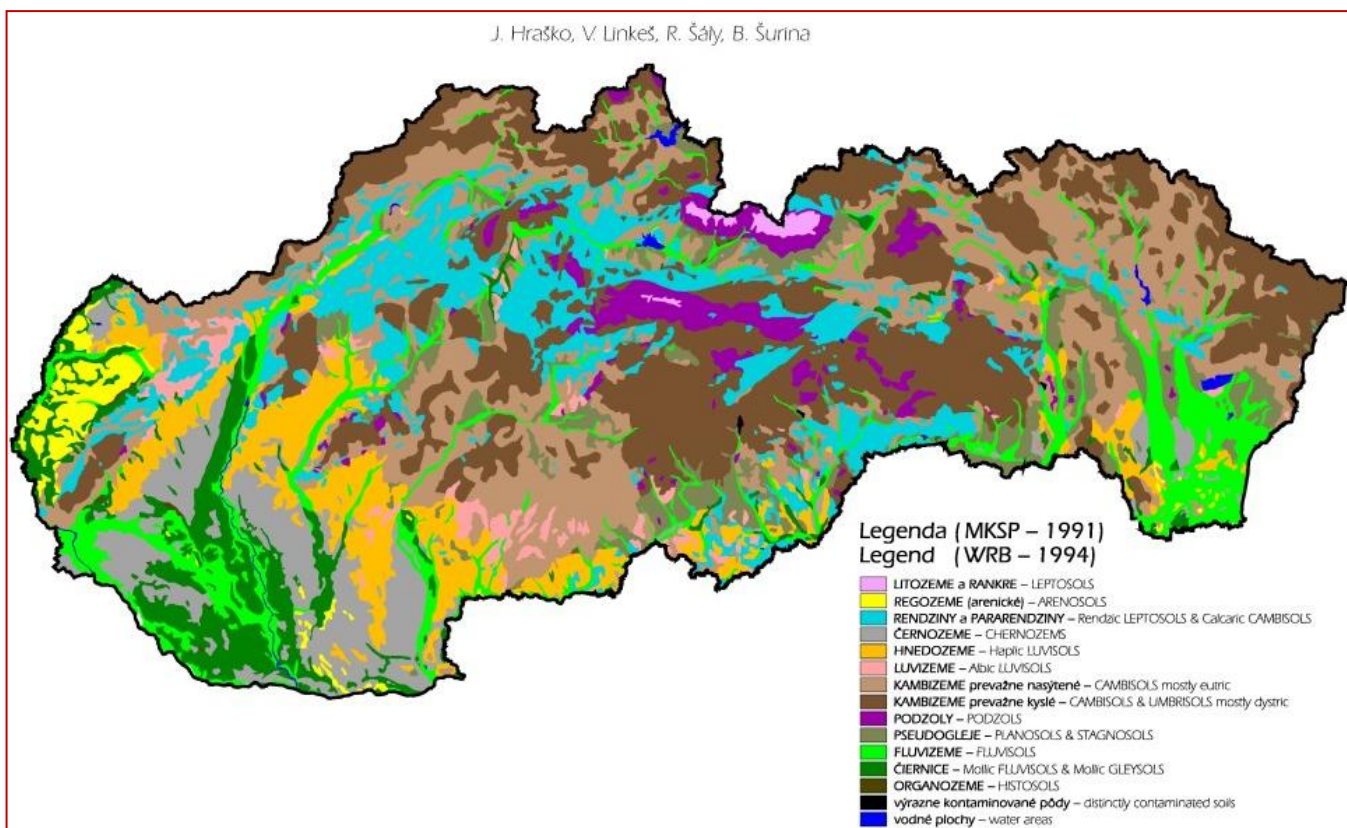 J. Hraško, V. Linkeš, R. Šály, B. Šurina
Legenda (MKSP – 1991)
Legend (WRB – 1994)
LITOZEME a RANKRE – LEPTOSOLS
REGOZEME (arenické) – ARENOSOLS
RENDZINY a PARARENDZINY – Rendzic LEPTOSOLS & Calcaric CAMBISOLS
ČERNOZEME – CHERNOZEMS
HNEDOZEME – Haplic LUVISOLS
LUVIZEME – Albic LUVISOLS
KAMBIZEME prevažne nasýtené – CAMBISOLS mostly eutric
KAMBIZEME prevažne kyslé – CAMBISOLS & UMBRISOLS mostly dystric
PODZOLY – PODZOLS
PSEUDOGLEJE – PLANOSOLS & STAGNOSOLS
FLUVIZEME – FLUVISOLS
ČIERNICE – Mollic FLUVISOLS & Mollic GLEYSOLS
ORGANOZEME – HISTOSOLS
výrazne kontaminované pôdy – distinctly contaminated soils
vodné plochy – water areas